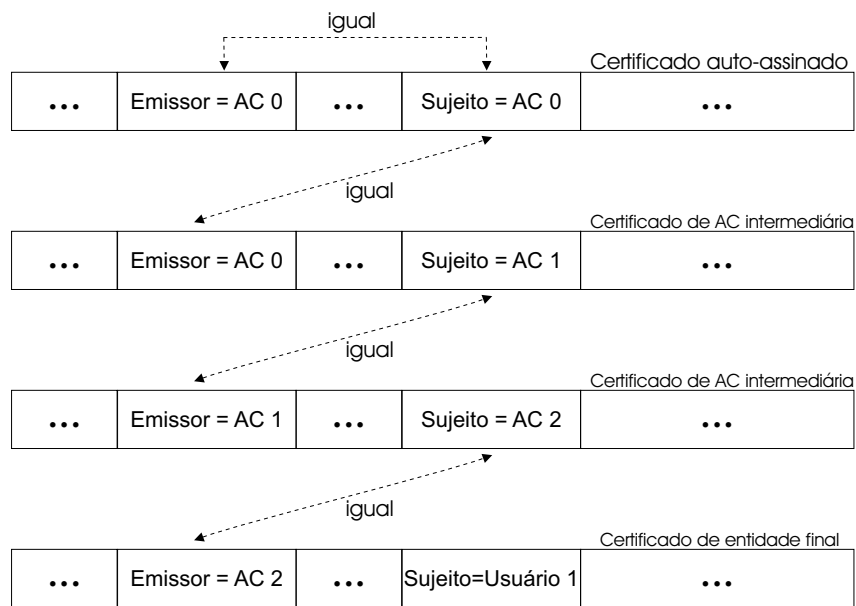 igual
Certificado auto-assinado
... Emissor = AC 0 ... Sujeito = AC 0 ...
igual
Certificado de AC intermediária
... Emissor = AC 0 ... Sujeito = AC 1 ...
igual
Certificado de AC intermediária
... Emissor = AC 1 ... Sujeito = AC 2 ...
igual
Certificado de entidade final
... Emissor = AC 2 ... Sujeito=Usuário 1 ...